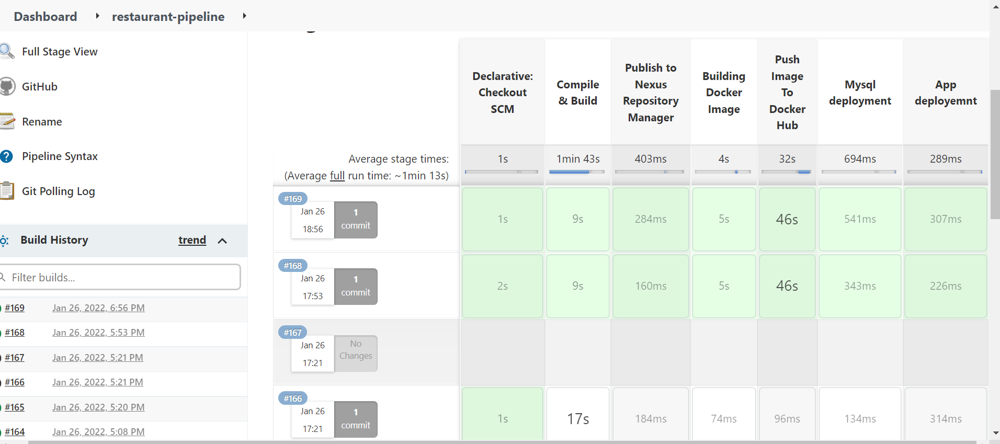 Dashboard
restaurant-pipeline
Full Stage View
GitHub
Rename
Pipeline Syntax
Git Polling Log
Build History
trend
Filter builds...
#169 Jan 26, 2022, 6:56 PM
#168 Jan 26, 2022, 5:53 PM
#167 Jan 26, 2022, 5:21 PM
#166 Jan 26, 2022, 5:21 PM
#165 Jan 26, 2022, 5:20 PM
#164 Jan 26, 2022, 5:08 PM
Declarative:
Checkout
SCM
Compile
& Build
Publish to
Nexus
Repository
Manager
Building
Docker
Image
Push
Image
To
Docker
Hub
Mysql
deployment
App
deployemnt
Average stage times:
(Average full run time: ~1min 13s)
1s
1min 43s
403ms
4s
32s
694ms
289ms
#169
Jan 26
18:56
1
commit
1s
9s
284ms
5s
46s
541ms
307ms
#168
Jan 26
17:53
1
commit
2s
9s
160ms
5s
46s
343ms
226ms
#167
Jan 26
17:21
No
Changes
#166
Jan 26
17:21
1
commit
1s
17s
184ms
74ms
96ms
134ms
314ms